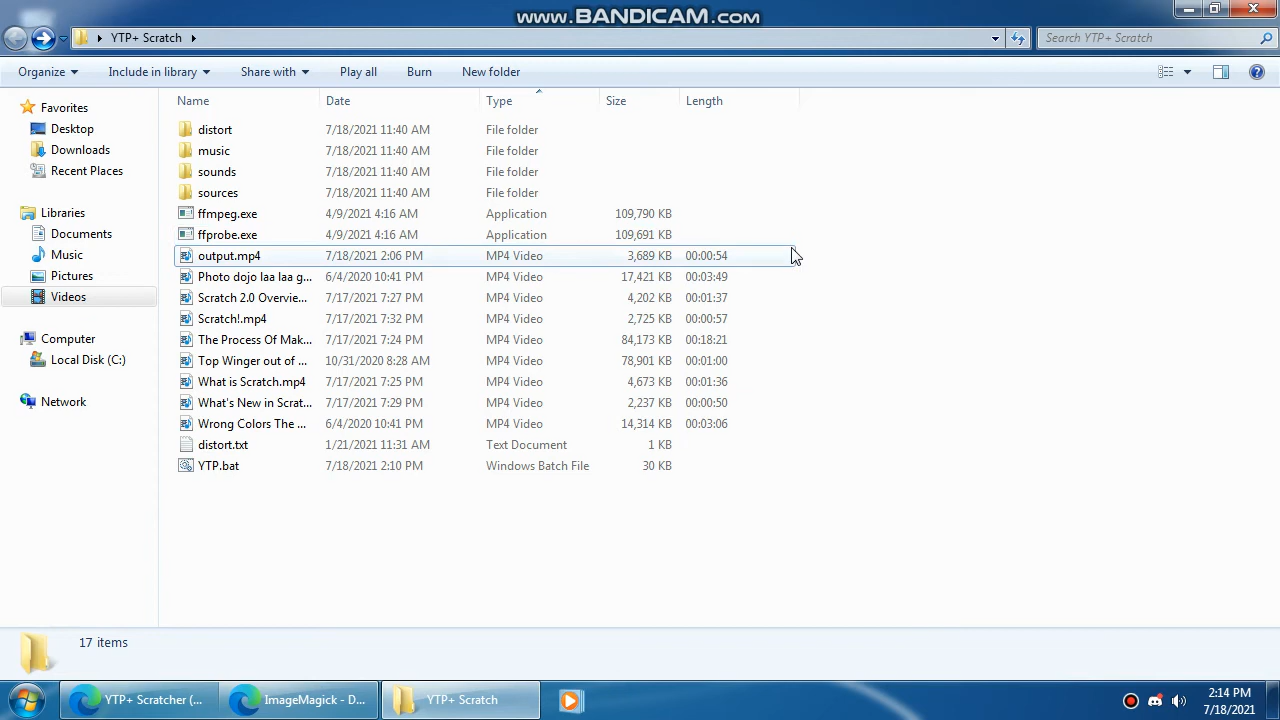 www.BANDICAM.com
YTP+ Scratch
Search YTP+ Scratch
Organize Include in library Share with Play all Burn New folder
Favorites
Desktop
Downloads
Recent Places
Libraries
Documents
Music
Pictures
Videos
Computer
Local Disk (C:)
Network
Name Date Type Size Length
distort 7/18/2021 11:40 AM File folder
music 7/18/2021 11:40 AM File folder
sounds 7/18/2021 11:40 AM File folder
sources 7/18/2021 11:40 AM File folder
ffmpeg.exe 4/9/2021 4:16 AM Application 109,790 KB
ffprobe.exe 4/9/2021 4:16 AM Application 109,691 KB
output.mp4 7/18/2021 2:06 PM MP4 Video 3,689 KB 00:00:54
Photo dojo laa laa g... 6/4/2020 10:41 PM MP4 Video 17,421 KB 00:03:49
Scratch 2.0 Overvie... 7/17/2021 7:27 PM MP4 Video 4,202 KB 00:01:37
Scratch!.mp4 7/17/2021 7:32 PM MP4 Video 2,725 KB 00:00:57
The Process Of Mak... 7/17/2021 7:24 PM MP4 Video 84,173 KB 00:18:21
Top Winger out of ... 10/31/2020 8:28 AM MP4 Video 78,901 KB 00:01:00
What is Scratch.mp4 7/17/2021 7:25 PM MP4 Video 4,673 KB 00:01:36
What's New in Scrat... 7/17/2021 7:29 PM MP4 Video 2,237 KB 00:00:50
Wrong Colors The ... 6/4/2020 10:41 PM MP4 Video 14,314 KB 00:03:06
distort.txt 1/21/2021 11:31 AM Text Document 1 KB
YTP.bat 7/18/2021 2:10 PM Windows Batch File 30 KB
17 items
YTP+ Scratcher (... ImageMagick - D... YTP+ Scratch
2:14 PM
7/18/2021